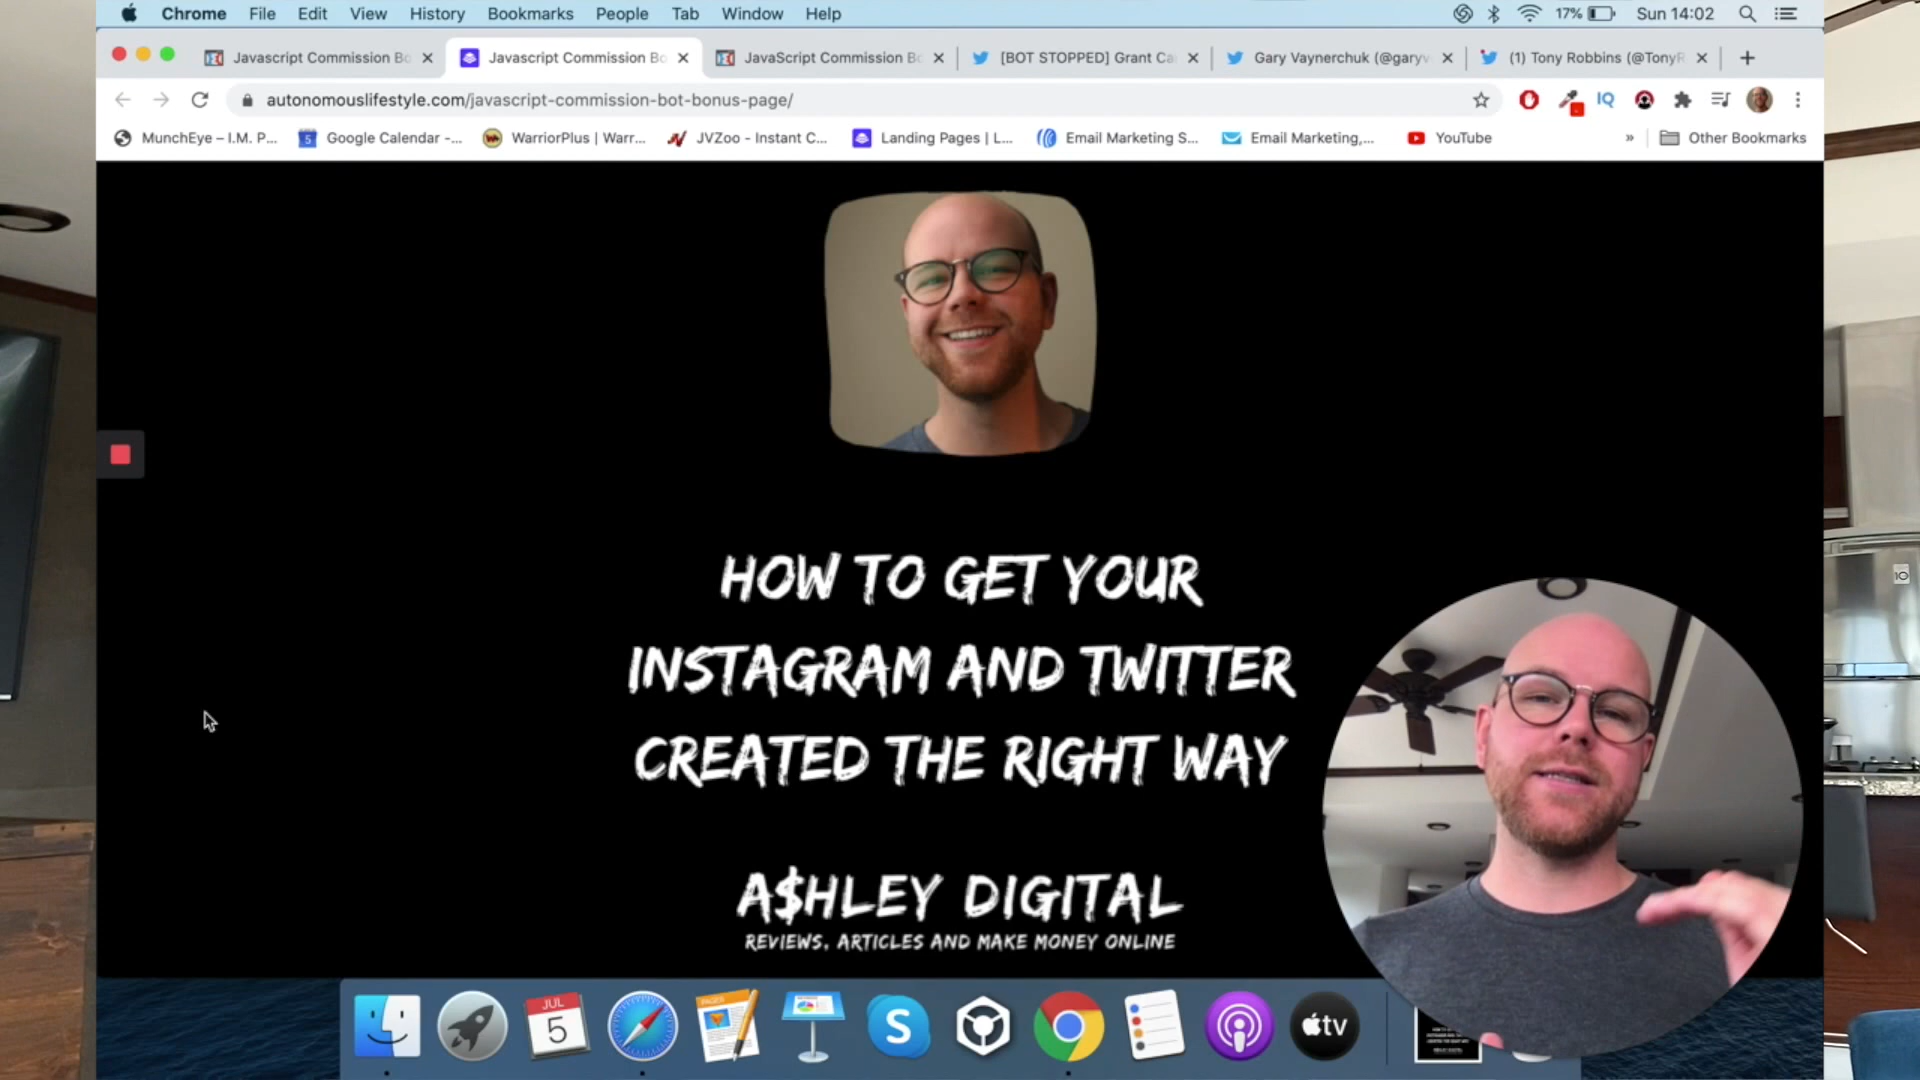 Chrome File Edit View History Bookmarks People Tab Window Help 17% Sun 14:02
Javascript Commission Bo Javascript Commission Bo JavaScript Commission Bo [BOT STOPPED] Grant Ca Gary Vaynerchuk (@garyv (1) Tony Robbins (@TonyR
autonomouslifestyle.com/javascript-commission-bot-bonus-page/ IQ
MunchEye – I.M. P... 5 Google Calendar -... WarriorPlus | Warr... JVZoo - Instant C... Landing Pages | L... Email Marketing S... Email Marketing,... YouTube » Other Bookmarks
HOW TO GET YOUR
INSTAGRAM AND TWITTER
CREATED THE RIGHT WAY
A$HLEY DIGITAL
REVIEWS, ARTICLES AND MAKE MONEY ONLINE
JUL
5
PAGES
S
tv